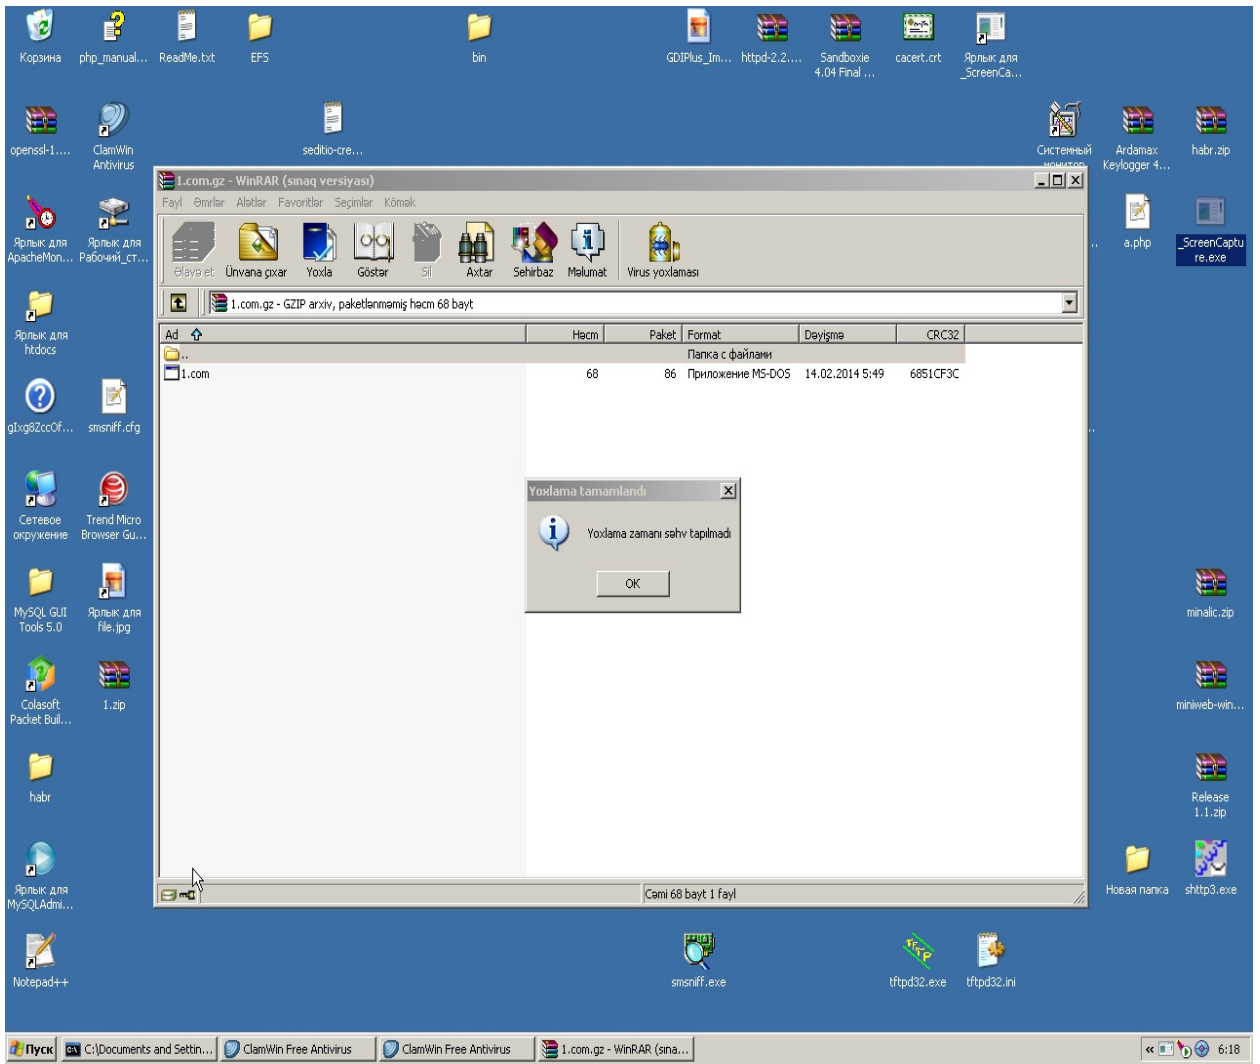 Корзина
php_manual...
ReadMe.txt
EFS
bin
GDIPlus_Im...
httpd-2.2....
Sandboxie
4.04 Final ...
cacert.crt
Ярлык для
_ScreenCa...
openssl-1....
ClamWin
Antivirus
seditio-cre...
Системный
монитор
Ardamax
Keylogger 4...
habr.zip
1.com.gz - WinRAR (sınaq versiyası)
Fayl Əmrlər Alətlər Favoritlər Seçimlər Kömək
Əlavə et Ünvana çıxar Yoxla Göstər Sil Axtar Sehirbaz Məlumat Virus yoxlaması
1.com.gz - GZIP arxiv, paketlənməmiş həcm 68 bayt
Ad Həcm Paket Format Dəyişmə CRC32
.. Папка с файлами
1.com 68 86 Приложение MS-DOS 14.02.2014 5:49 6851CF3C
Yoxlama tamamlandı
Yoxlama zamanı səhv tapılmadı
OK
Cəmi 68 bayt 1 fayl
Ярлык для
ApacheMon...
Ярлык для
Рабочий_ст...
a.php
_ScreenCaptu
re.exe
Ярлык для
htdocs
gIxg8ZccOf...
smsniff.cfg
Сетевое
окружение
Trend Micro
Browser Gu...
MySQL GUI
Tools 5.0
Ярлык для
file.jpg
minalic.zip
Colasoft
Packet Buil...
1.zip
miniweb-win...
habr
Release
1.1.zip
Ярлык для
MySQLAdmi...
Новая папка
shttp3.exe
Notepad++
smsniff.exe
tftpd32.exe
tftpd32.ini
Пуск
C:\Documents and Settin...
ClamWin Free Antivirus
ClamWin Free Antivirus
1.com.gz - WinRAR (sına...
6:18